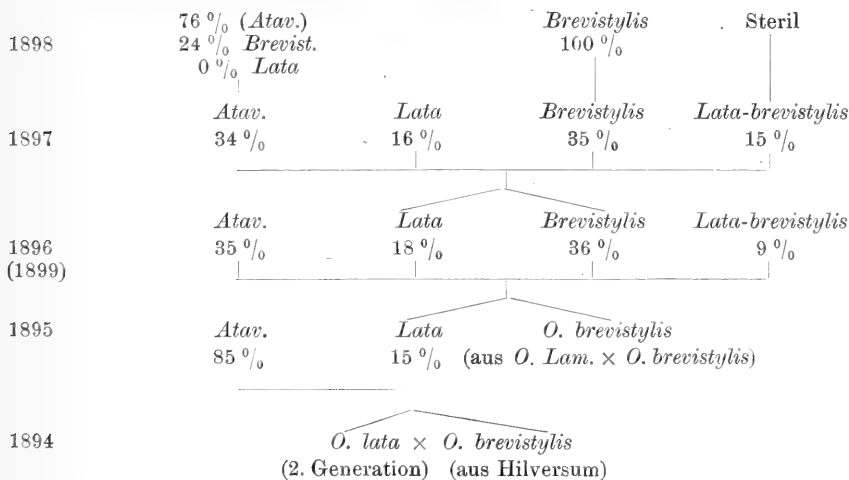 76 % (Atav.) Brevistylis Steril
1898 24 % Brevist. 100 %
0 % Lata
Atav. Lata Brevistylis Lata-brevistylis
1897 34 % 16 % 35 % 15 %
Atav. Lata Brevistylis Lata-brevistylis
1896 35 % 18 % 36 % 9 %
(1899)
1895 Atav. Lata O. brevistylis
85 % 15 % (aus O. Lam. × O. brevistylis)
1894 O. lata × O. brevistylis
(2. Generation) (aus Hilversum)